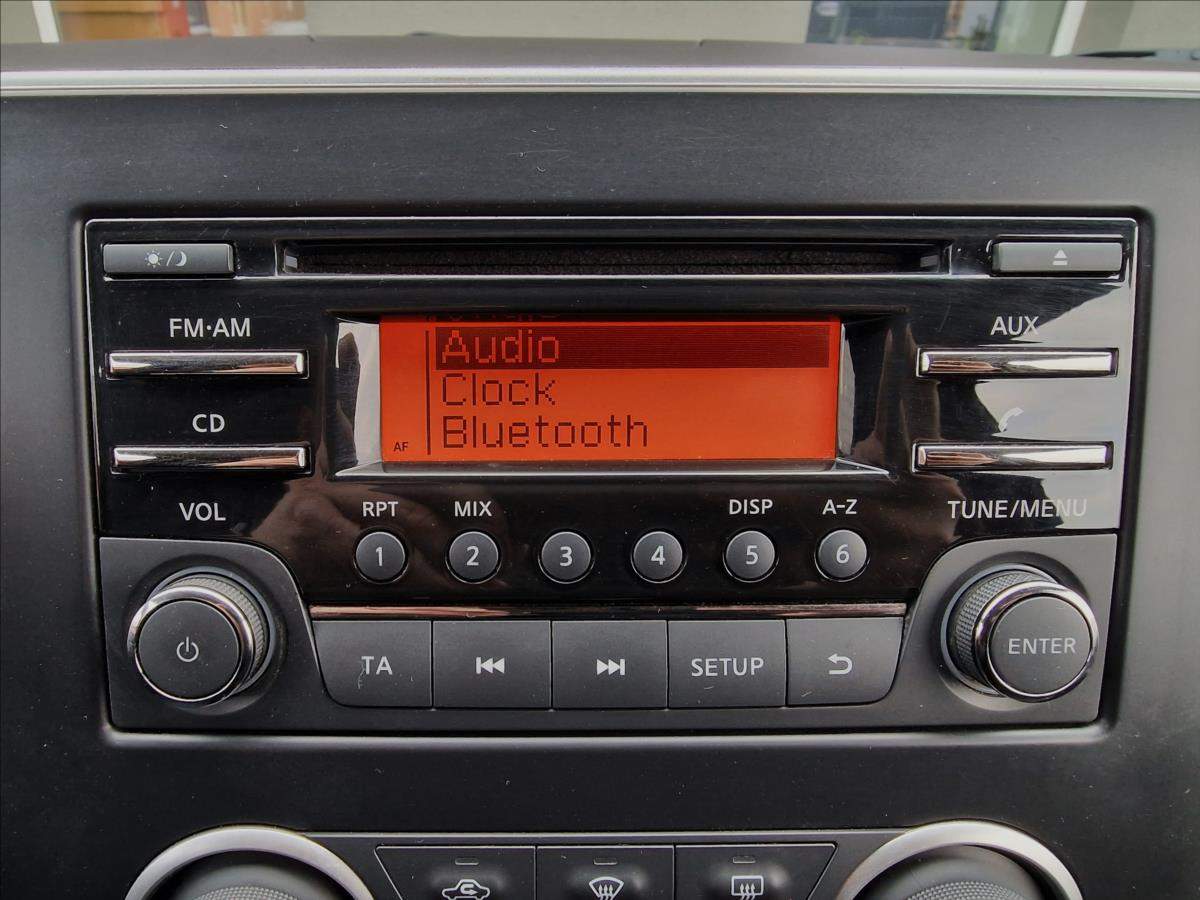 FM·AM
AUX
Audio
Clock
Bluetooth
AF
CD
VOL
RPT
MIX
DISP
A-Z
TUNE/MENU
1
2
3
4
5
6
TA
SETUP
ENTER